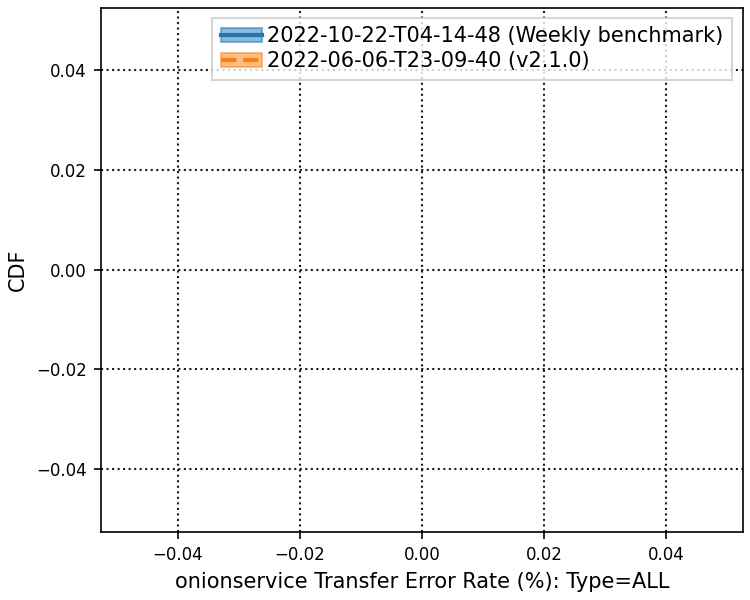 2022-10-22-T04-14-48 (Weekly benchmark)
2022-06-06-T23-09-40 (v2.1.0)
0.04
0.02
0.00
−0.02
−0.04
CDF
−0.04 −0.02 0.00 0.02 0.04
onionservice Transfer Error Rate (%): Type=ALL